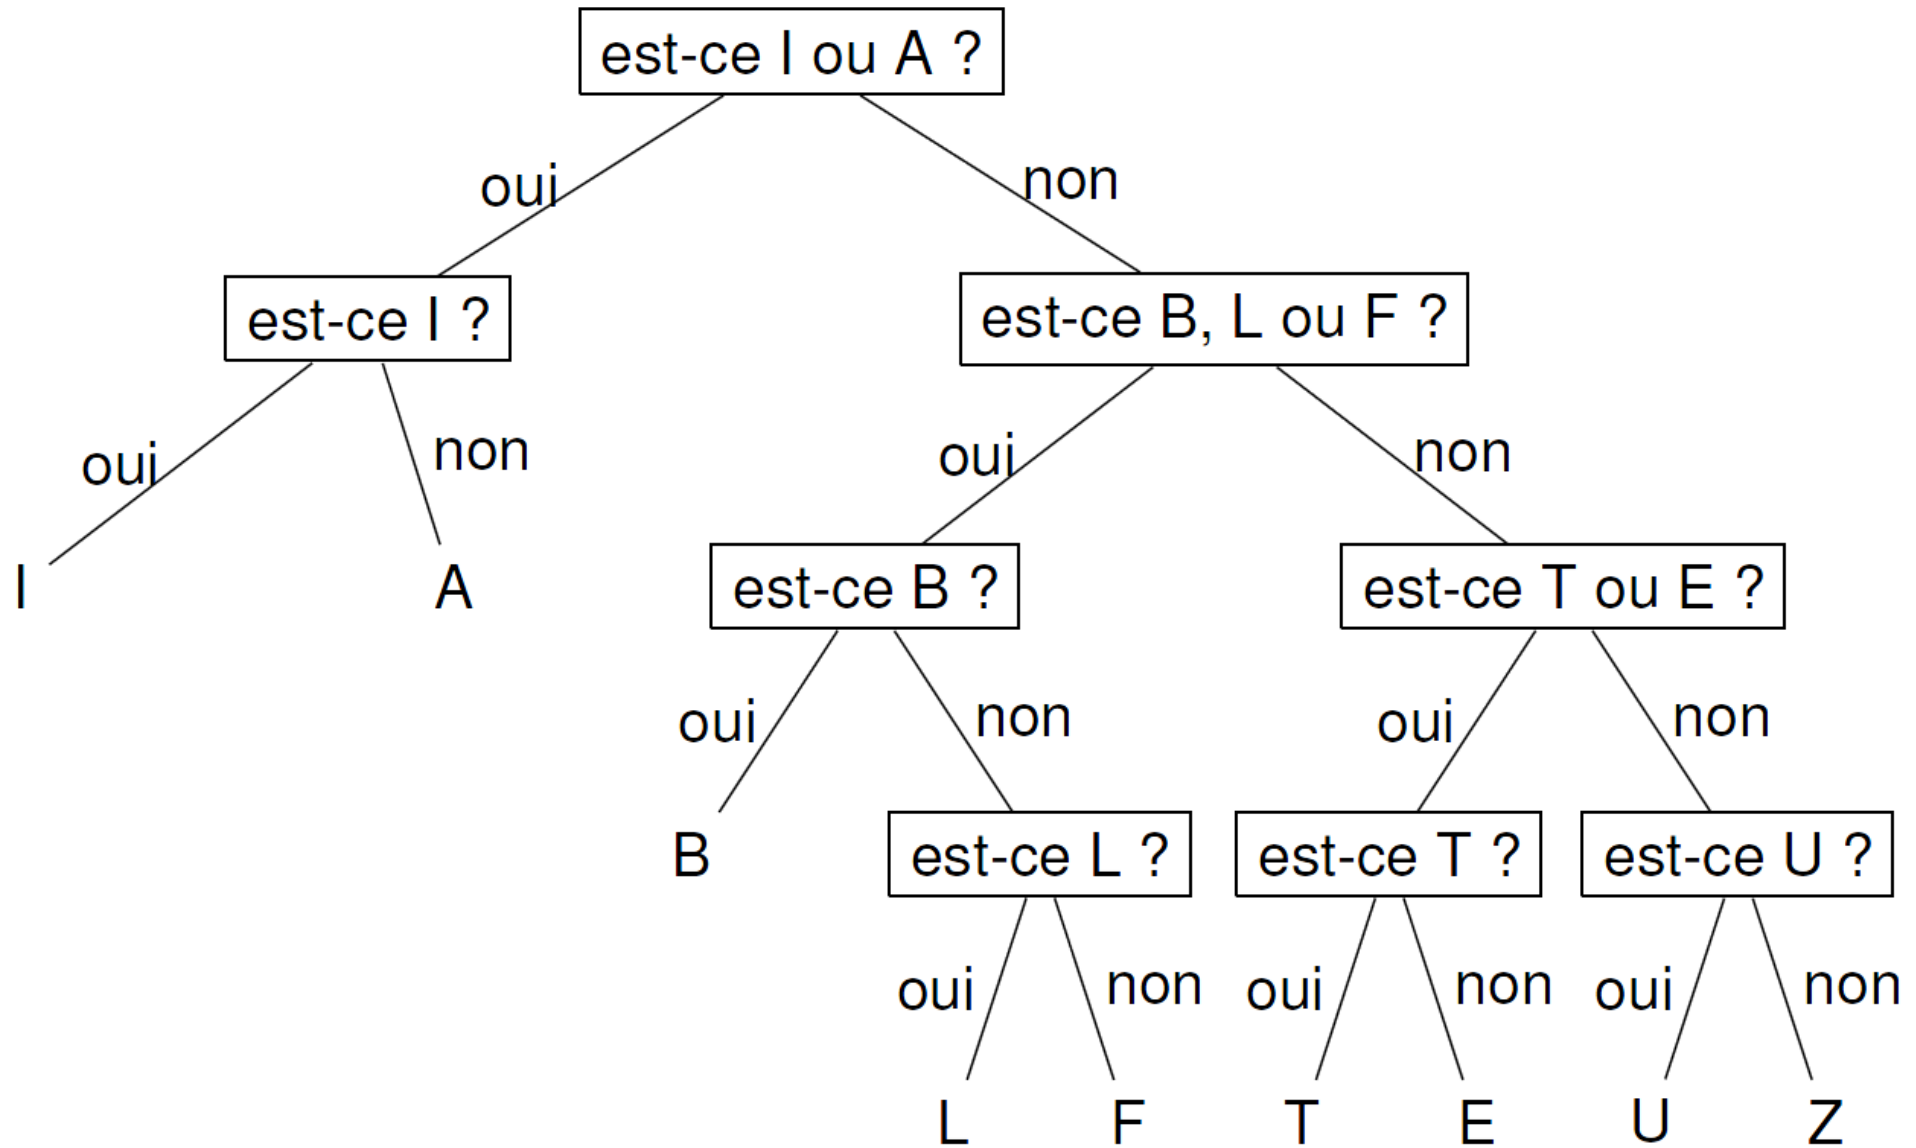 est-ce I ou A ?
oui
non
est-ce I ?
est-ce B, L ou F ?
oui
non
oui
non
I
A
est-ce B ?
est-ce T ou E ?
oui
non
oui
non
B
est-ce L ?
est-ce T ?
est-ce U ?
oui
non
oui
non
oui
non
L
F
T
E
U
Z